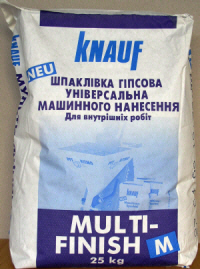 KNAUF
NEU
ШПАКЛІВКА ГІПСОВА
УНІВЕРСАЛЬНА
МАШИННОГО НАНЕСЕННЯ
Для внутрішніх робіт
MULTI-
FINISH M
25 kg